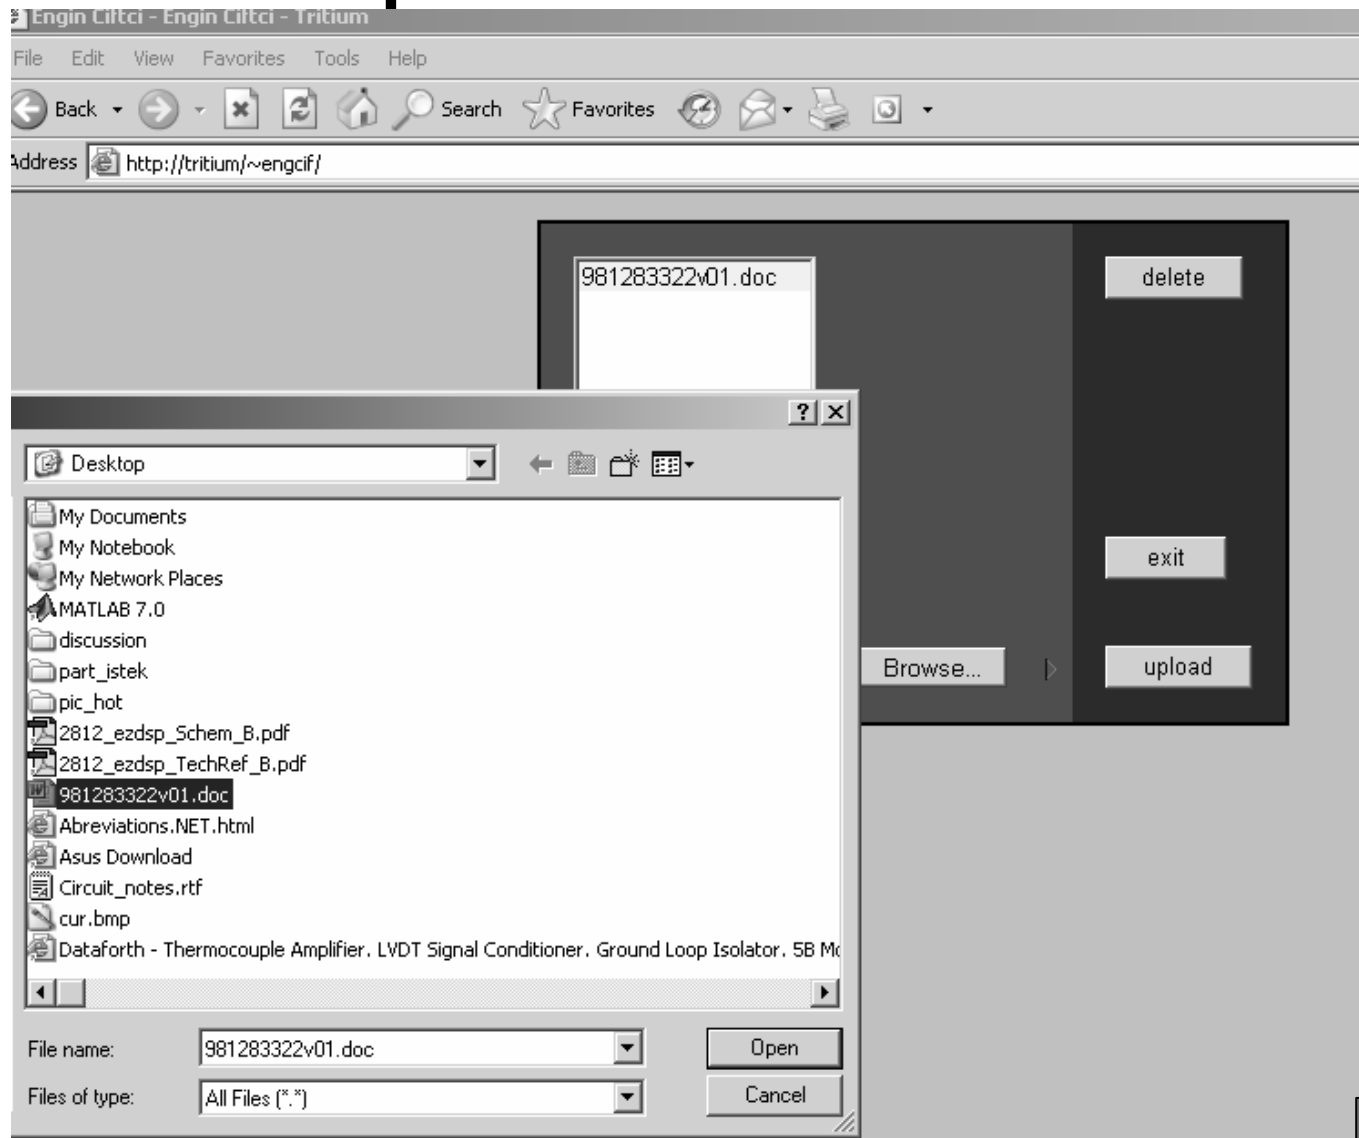 Engin Ciftci - Engin Ciftci - Tritium
File Edit View Favorites Tools Help
Back Search Favorites
Address http://tritium/~engcif/
981283322v01.doc
delete
? X
Desktop
My Documents
My Notebook
My Network Places
MATLAB 7.0
exit
discussion
part_istek
Browse... upload
pic_hot
2812_ezdsp_Schem_B.pdf
2812_ezdsp_TechRef_B.pdf
981283322v01.doc
Abreviations.NET.html
Asus Download
Circuit_notes.rtf
cur.bmp
Dataforth - Thermocouple Amplifier. LVDT Signal Conditioner. Ground Loop Isolator. 5B Mo
File name: 981283322v01.doc Open
Files of type: All Files (*.*) Cancel